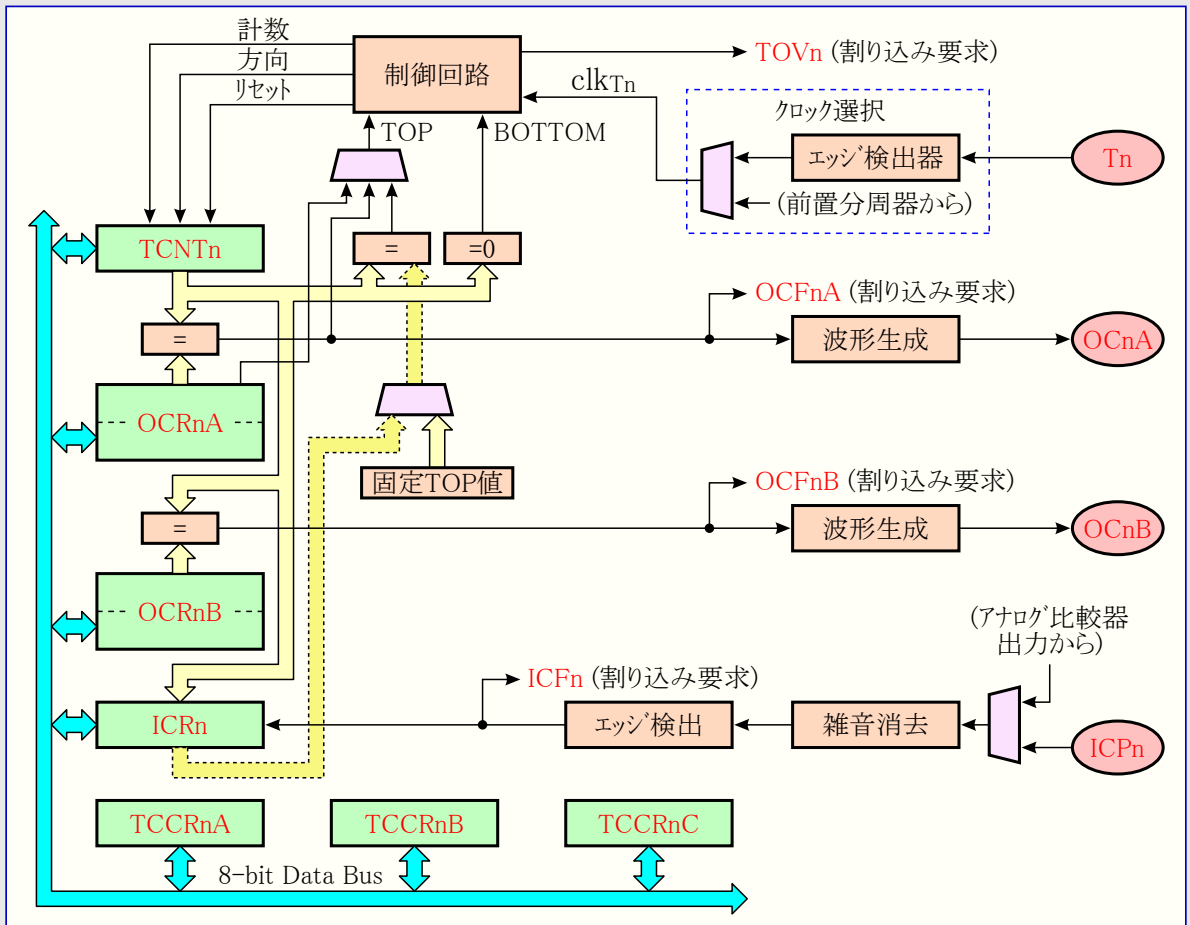 計数
方向
リセット
制御回路
TOVn (割り込み要求)
clkTn
TOP
BOTTOM
クロック選択
エッジ検出器
Tn
(前置分周器から)
TCNTn
=
=0
OCFnA (割り込み要求)
=
波形生成
OCnA
OCRnA
固定TOP値
OCFnB (割り込み要求)
=
波形生成
OCnB
OCRnB
(アナログ比較器
出力から)
ICFn (割り込み要求)
ICRn
エッジ検出
雑音消去
ICPn
TCCRnA
TCCRnB
TCCRnC
8-bit Data Bus